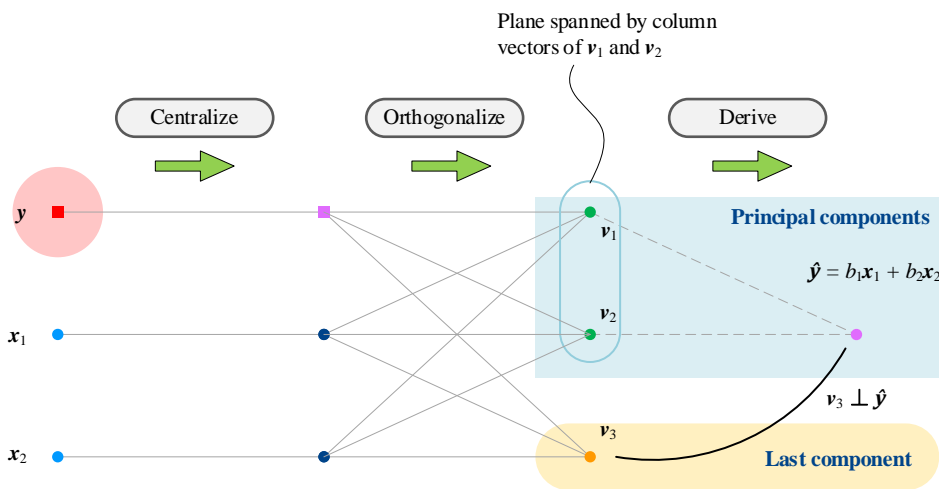 Plane spanned by column
vectors of v1 and v2
Centralize
Orthogonalize
Derive
y
v1
Principal components
ŷ = b1x1 + b2x2
x1
v2
v3 ⊥ ŷ
x2
v3
Last component